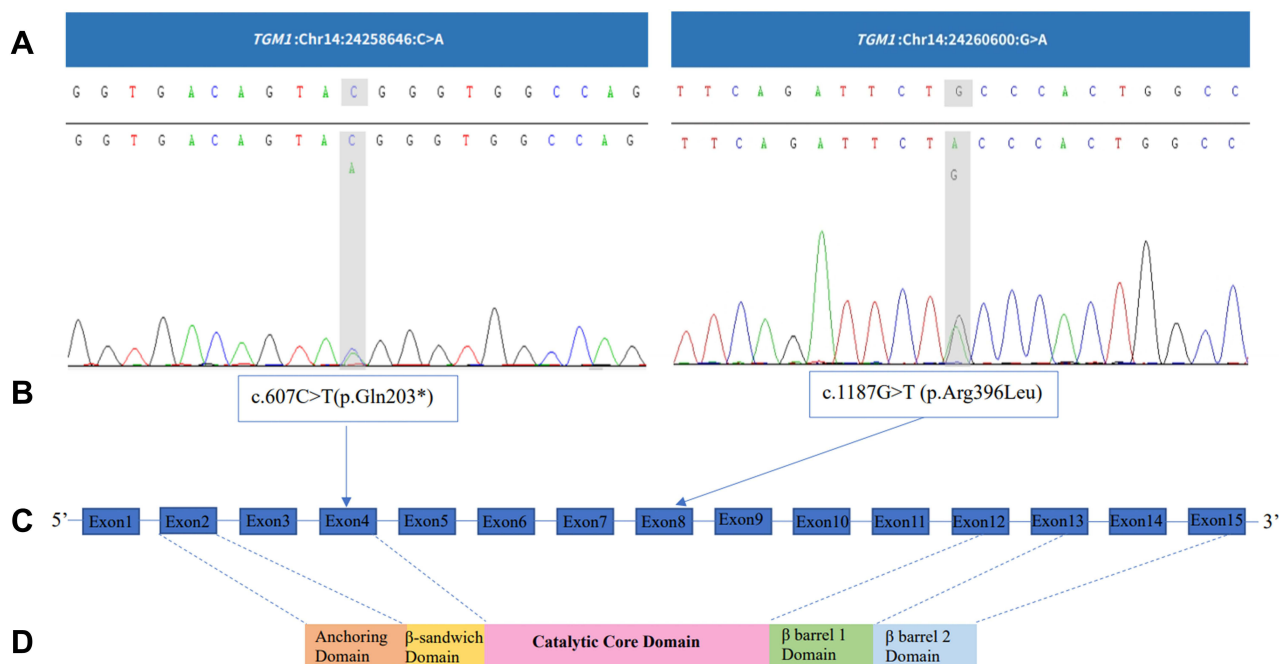 A
TGM1:Chr14:24258646:C>A
TGM1:Chr14:24260600:G>A
G G T G A C A G T A C G G G T G G C C A G
T T C A G A T T C T G C C C A C T G G C C
G G T G A C A G T A C G G G T G G C C A G
A
T T C A G A T T C T A C C C A C T G G C C
G
B
c.607C>T(p.Gln203*)
c.1187G>T (p.Arg396Leu)
C
5’
Exon1
Exon2
Exon3
Exon4
Exon5
Exon6
Exon7
Exon8
Exon9
Exon10
Exon11
Exon12
Exon13
Exon14
Exon15
3’
D
Anchoring
Domain
β-sandwich
Domain
Catalytic Core Domain
β barrel 1
Domain
β barrel 2
Domain